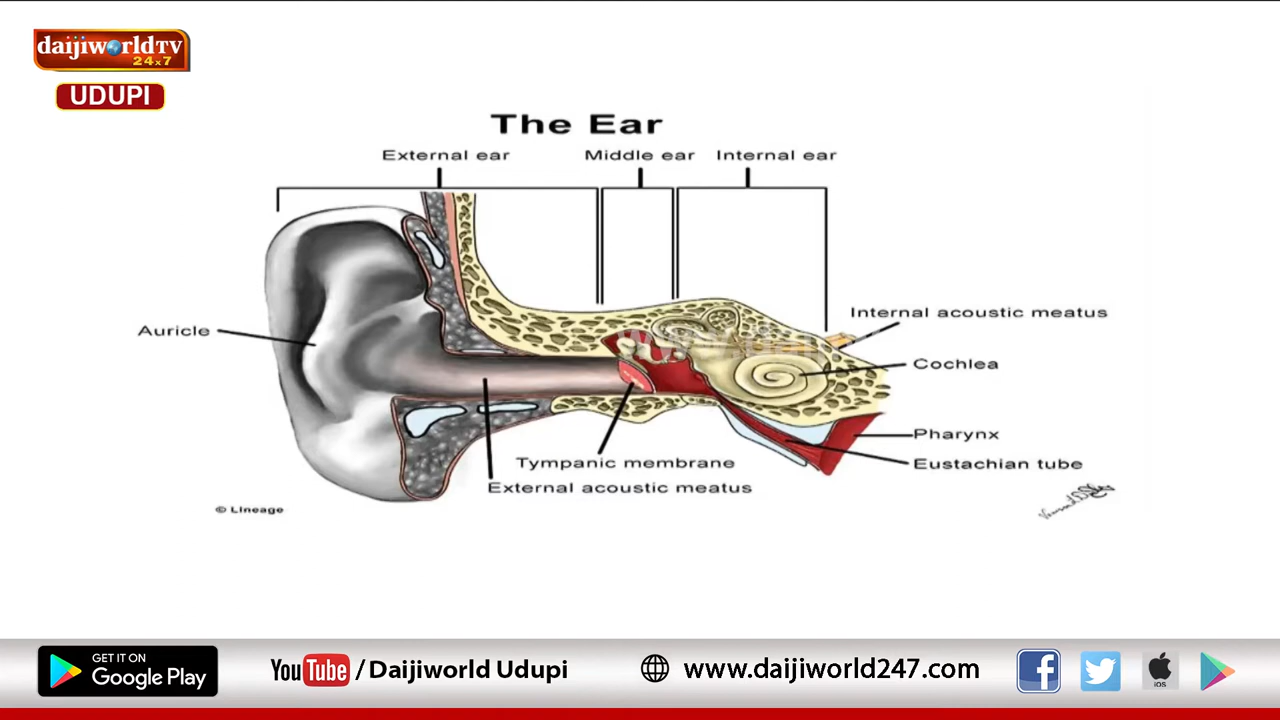 daijiworldTV
24x7
UDUPI
The Ear
External ear
Middle ear
Internal ear
Internal acoustic meatus
Auricle
Cochlea
Pharynx
Tympanic membrane
Eustachian tube
External acoustic meatus
© Lineage
GET IT ON
Google Play
YouTube / Daijiworld Udupi
www.daijiworld247.com
iOS